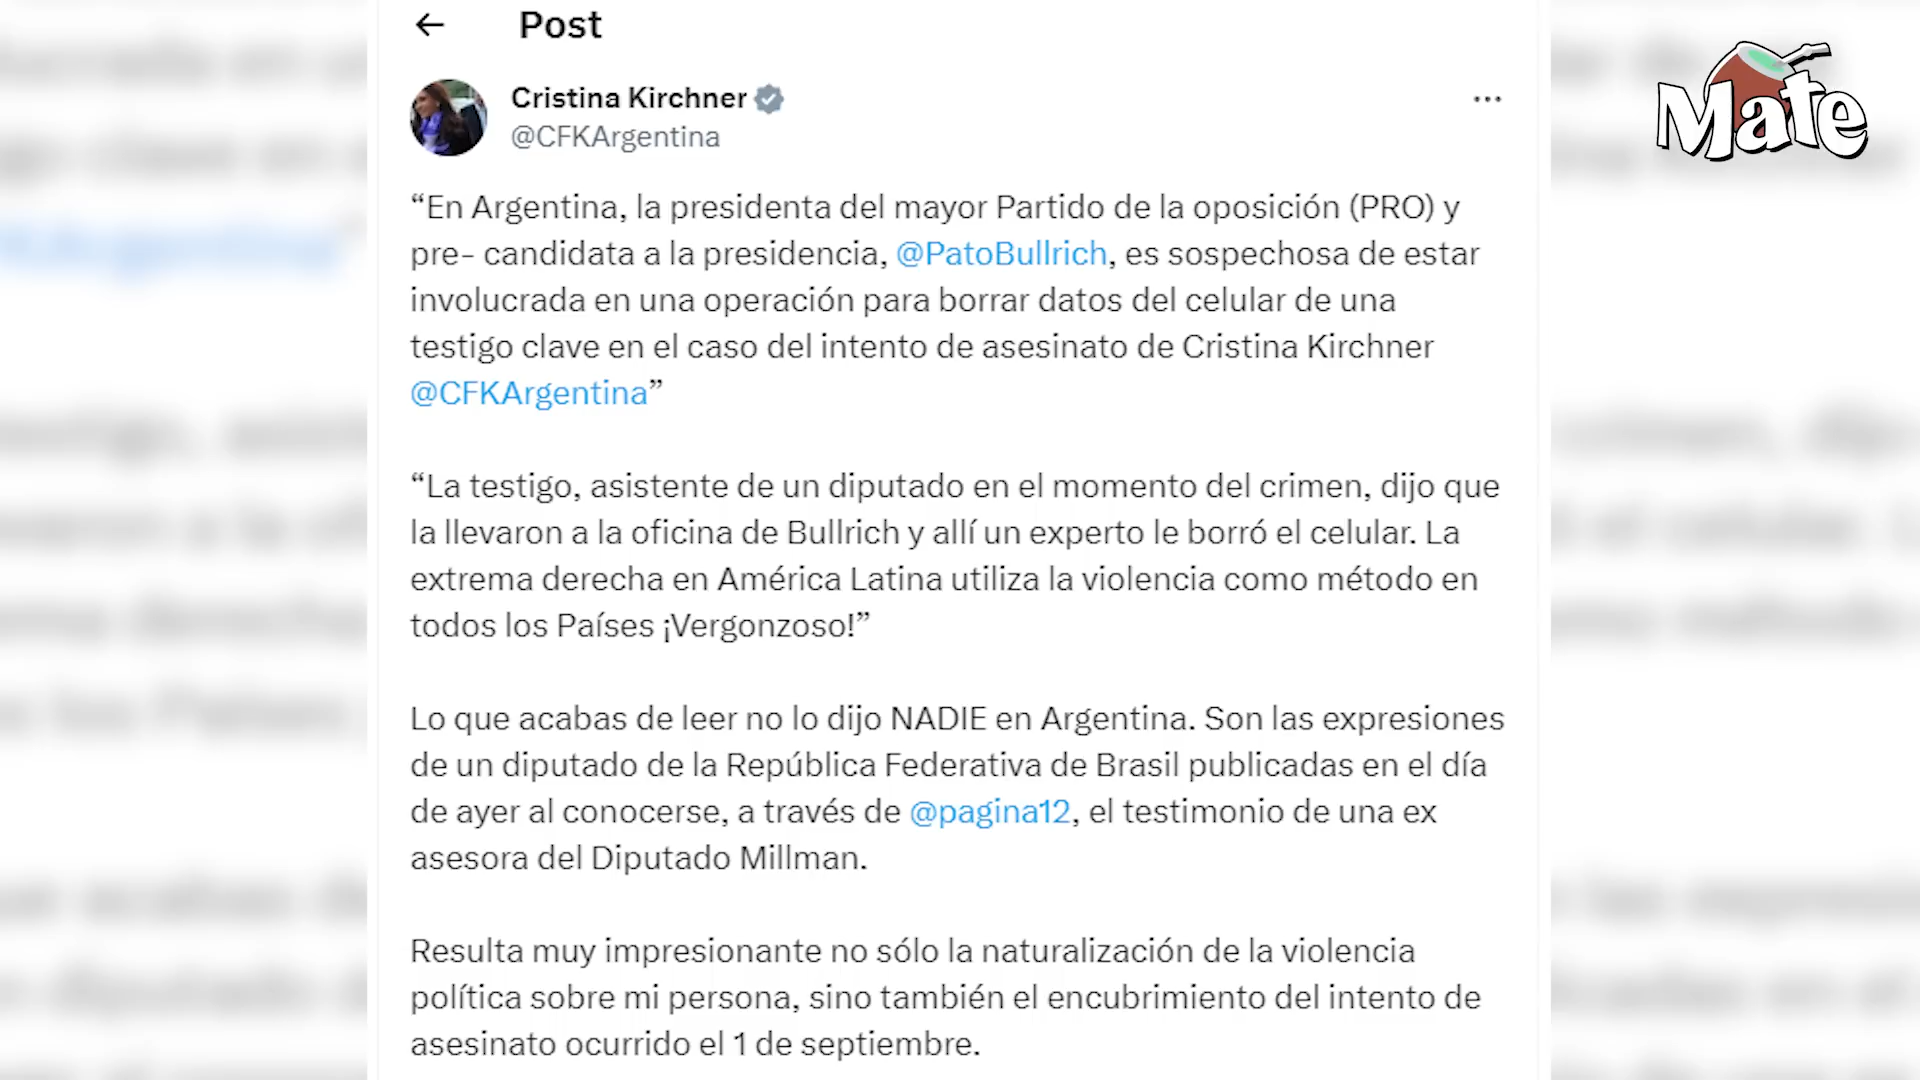 Post
Mate
Cristina Kirchner
@CFKArgentina
“En Argentina, la presidenta del mayor Partido de la oposición (PRO) y
pre- candidata a la presidencia, @PatoBullrich, es sospechosa de estar
involucrada en una operación para borrar datos del celular de una
testigo clave en el caso del intento de asesinato de Cristina Kirchner
@CFKArgentina”
“La testigo, asistente de un diputado en el momento del crimen, dijo que
la llevaron a la oficina de Bullrich y allí un experto le borró el celular. La
extrema derecha en América Latina utiliza la violencia como método en
todos los Países ¡Vergonzoso!”
Lo que acabas de leer no lo dijo NADIE en Argentina. Son las expresiones
de un diputado de la República Federativa de Brasil publicadas en el día
de ayer al conocerse, a través de @pagina12, el testimonio de una ex
asesora del Diputado Millman.
Resulta muy impresionante no sólo la naturalización de la violencia
política sobre mi persona, sino también el encubrimiento del intento de
asesinato ocurrido el 1 de septiembre.